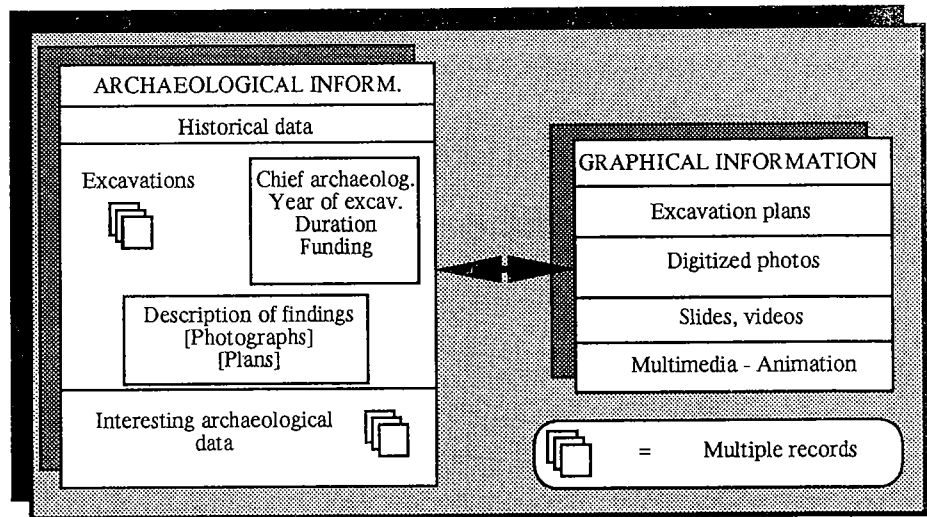 ARCHAEOLOGICAL INFORM.
Historical data
Excavations
Chief archaeolog.
Year of excav.
Duration
Funding
Description of findings
[Photographs]
[Plans]
Interesting archaeological
data
GRAPHICAL INFORMATION
Excavation plans
Digitized photos
Slides, videos
Multimedia - Animation
= Multiple records